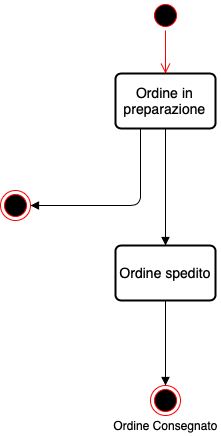 Ordine in
preparazione
Ordine spedito
Ordine Consegnato